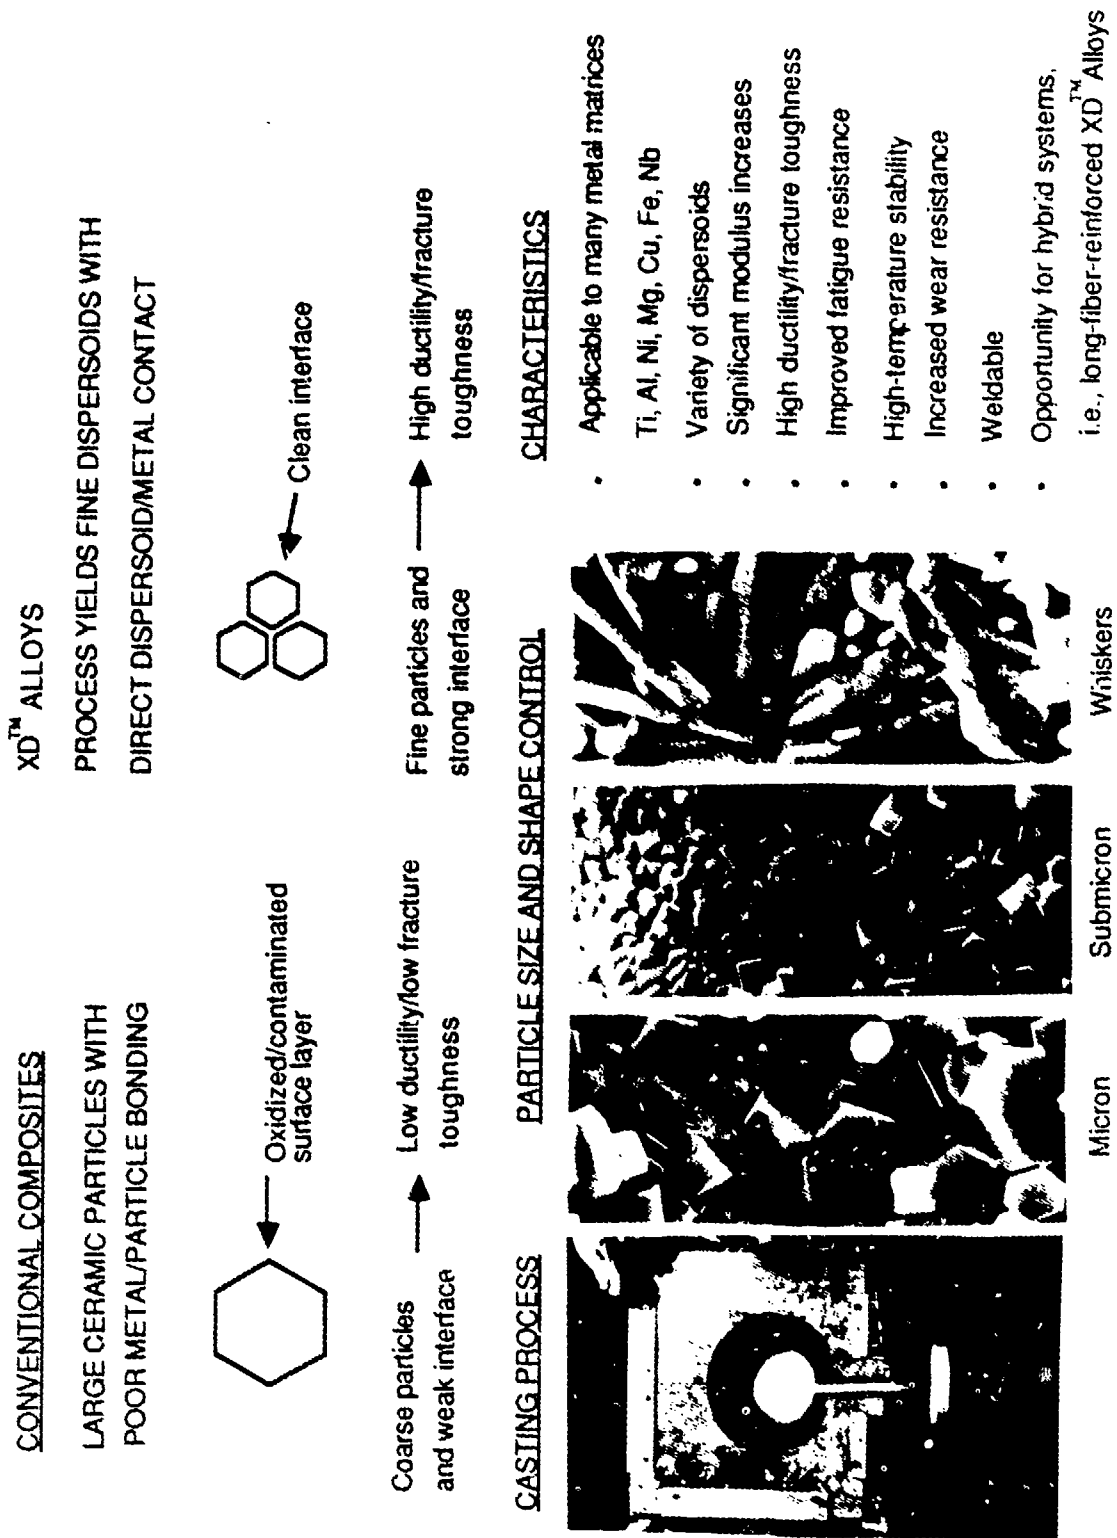 CONVENTIONAL COMPOSITES
LARGE CERAMIC PARTICLES WITH
POOR METAL/PARTICLE BONDING
Oxidized/contaminated
surface layer
Coarse particles
and weak interface
Low ductility/low fracture
toughness
XD™ ALLOYS
PROCESS YIELDS FINE DISPERSOIDS WITH
DIRECT DISPERSOID/METAL CONTACT
Clean interface
Fine particles and
strong interface
High ductility/fracture
toughness
CASTING PROCESS
PARTICLE SIZE AND SHAPE CONTROL
Micron
Submicron
Whiskers
CHARACTERISTICS
• Applicable to many metal matrices
Ti, Al, Ni, Mg, Cu, Fe, Nb
• Variety of dispersoids
• Significant modulus increases
• High ductility/fracture toughness
• Improved fatigue resistance
• High-temperature stability
• Increased wear resistance
• Weldable
• Opportunity for hybrid systems,
i.e., long-fiber-reinforced XD™ Alloys